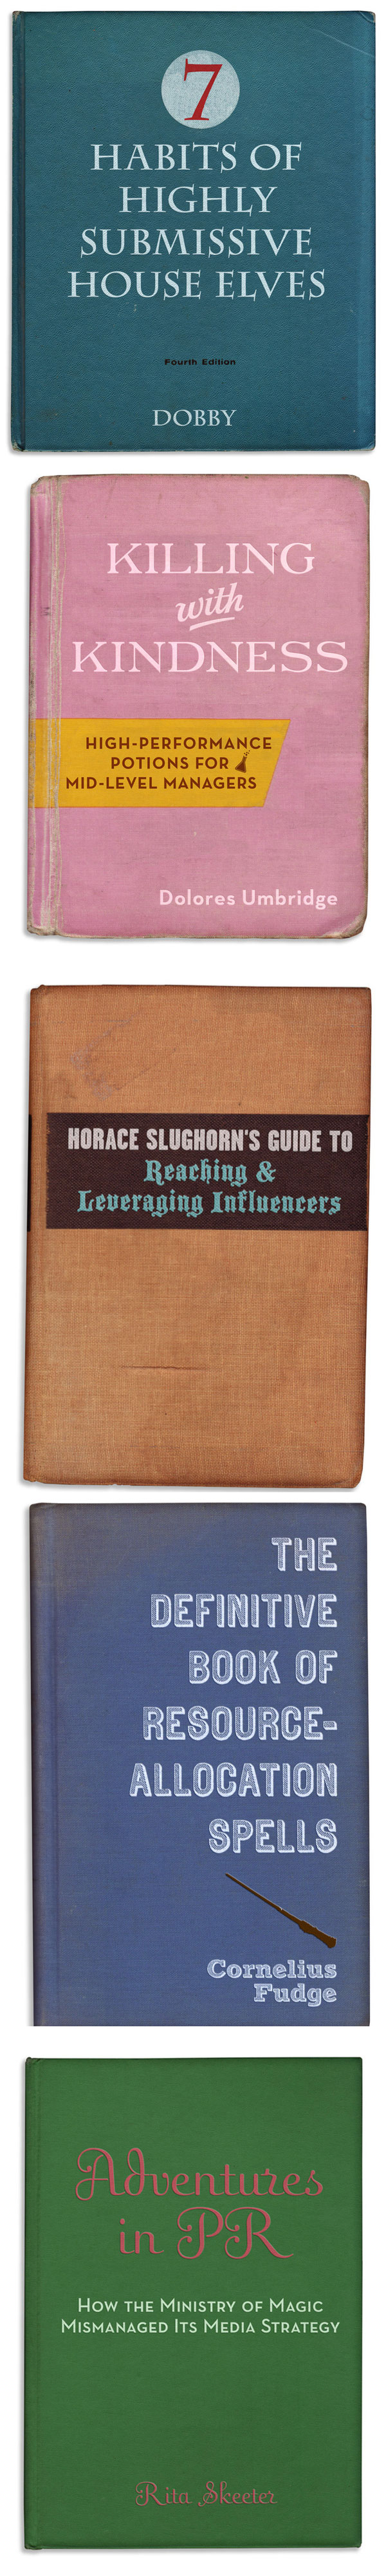 7
HABITS OF
HIGHLY
SUBMISSIVE
HOUSE ELVES
Fourth Edition
DOBBY
KILLING
with
KINDNESS
HIGH-PERFORMANCE
POTIONS FOR
MID-LEVEL MANAGERS
Dolores Umbridge
HORACE SLUGHORN'S GUIDE TO
Reaching &
Leveraging Influencers
THE
DEFINITIVE
BOOK OF
RESOURCE-
ALLOCATION
SPELLS
Cornelius
Fudge
Adventures
in PR
HOW THE MINISTRY OF MAGIC
MISMANAGED ITS MEDIA STRATEGY
Rita Skeeter